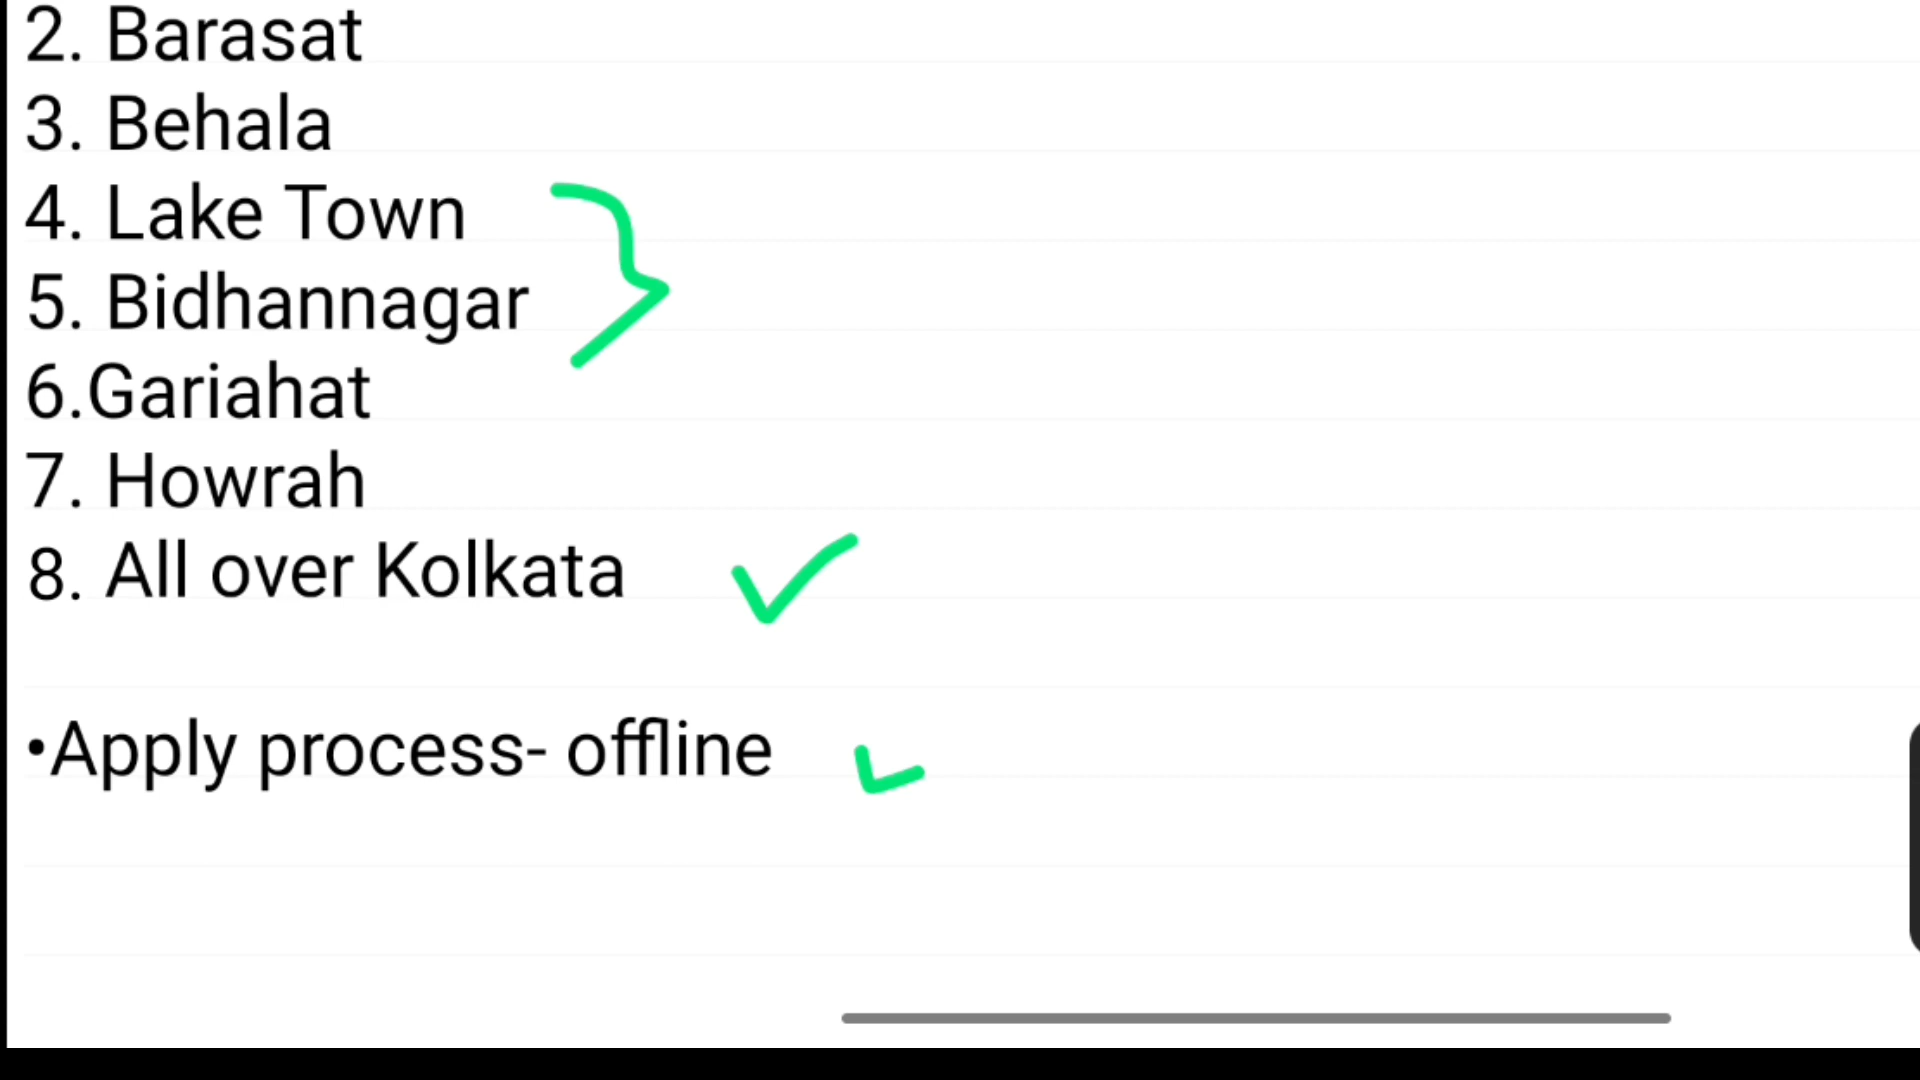 2. Barasat
3. Behala
4. Lake Town
5. Bidhannagar
6.Gariahat
7. Howrah
8. All over Kolkata
•Apply process- offline